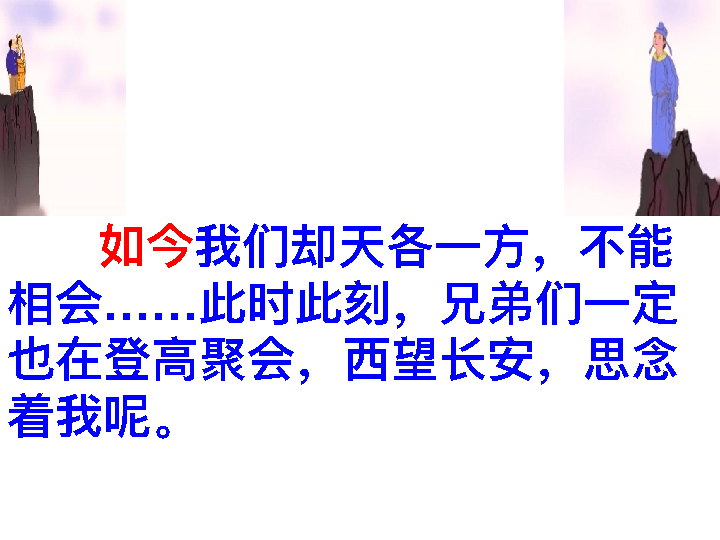 如今我们却天各一方，不能
相会……此时此刻，兄弟们一定
也在登高聚会，西望长安，思念
着我呢。